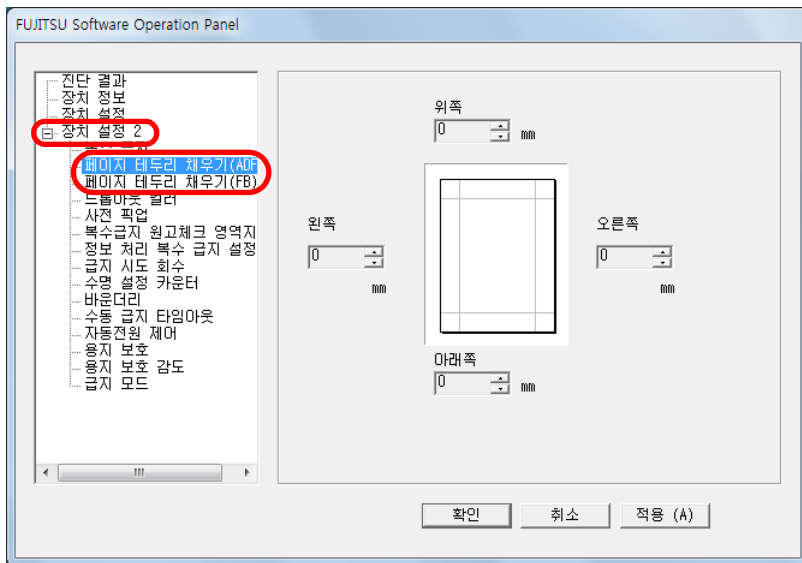 FUJITSU Software Operation Panel
진단 결과
장치 정보
장치 설정
장치 설정 2
페이지 테두리 채우기(ADF
페이지 테두리 채우기(FB)
드롭아웃 컬러
사전 픽업
복수급지 원고체크 영역지
정보 처리 복수 급지 설정
급지 시도 회수
수명 설정 카운터
바운더리
수동 급지 타임아웃
자동전원 제어
용지 보호
용지 보호 감도
급지 모드
위쪽
0 mm
왼쪽
0
mm
오른쪽
0
mm
아래쪽
0 mm
확인
취소
적용 (A)